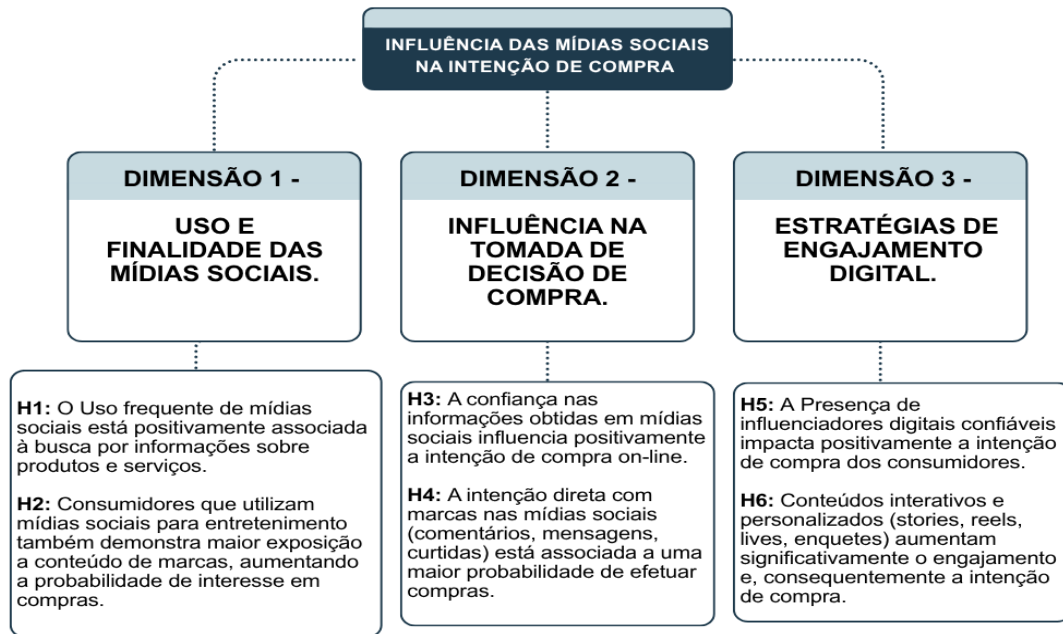 INFLUÊNCIA DAS MÍDIAS SOCIAIS
NA INTENÇÃO DE COMPRA
DIMENSÃO 1 -
USO E
FINALIDADE DAS
MÍDIAS SOCIAIS.
DIMENSÃO 2 -
INFLUÊNCIA NA
TOMADA DE
DECISÃO DE
COMPRA.
DIMENSÃO 3 -
ESTRATÉGIAS DE
ENGAJAMENTO
DIGITAL.
H1: O Uso frequente de mídias
sociais está positivamente associada
à busca por informações sobre
produtos e serviços.
H2: Consumidores que utilizam
mídias sociais para entretenimento
também demonstra maior exposição
a conteúdo de marcas, aumentando
a probabilidade de interesse em
compras.
H3: A confiança nas
informações obtidas em mídias
sociais influencia positivamente
a intenção de compra on-line.
H4: A intenção direta com
marcas nas mídias sociais
(comentários, mensagens,
curtidas) está associada a uma
maior probabilidade de efetuar
compras.
H5: A Presença de
influenciadores digitais confiáveis
impacta positivamente a intenção
de compra dos consumidores.
H6: Conteúdos interativos e
personalizados (stories, reels,
lives, enquetes) aumentam
significativamente o engajamento
e, consequentemente a intenção
de compra.